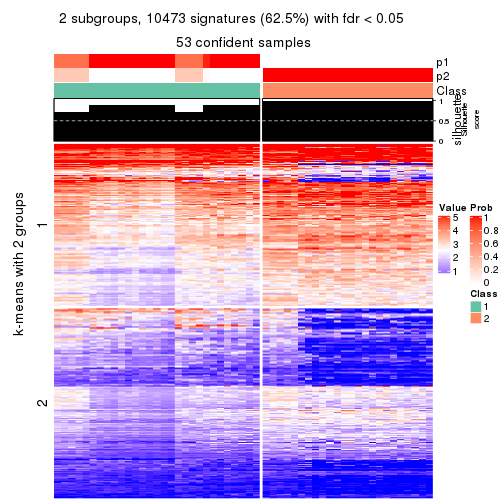 2 subgroups, 10473 signatures (62.5%) with fdr < 0.05
53 confident samples
p1
p2
Class
1
0.5
0
silhouette
Silhouette
score
k-means with 2 groups
1
2
Value
5
4
3
2
1
Prob
1
0.8
0.6
0.4
0.2
0
Class
1
2